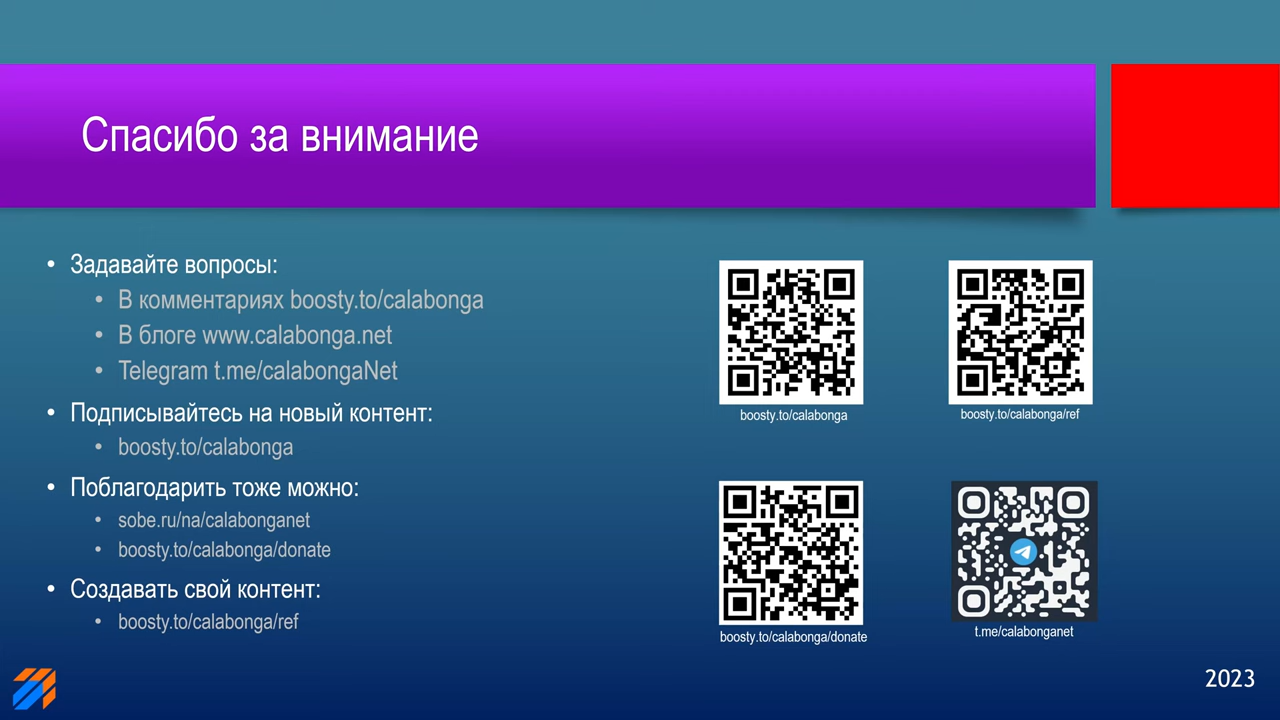 Спасибо за внимание
• Задавайте вопросы:
• В комментариях boosty.to/calabonga
• В блоге www.calabonga.net
• Telegram t.me/calabongaNet
• Подписывайтесь на новый контент:
• boosty.to/calabonga
• Поблагодарить тоже можно:
• sobe.ru/na/calabonganet
• boosty.to/calabonga/donate
• Создавать свой контент:
• boosty.to/calabonga/ref
boosty.to/calabonga
boosty.to/calabonga/ref
boosty.to/calabonga/donate
t.me/calabonganet
2023